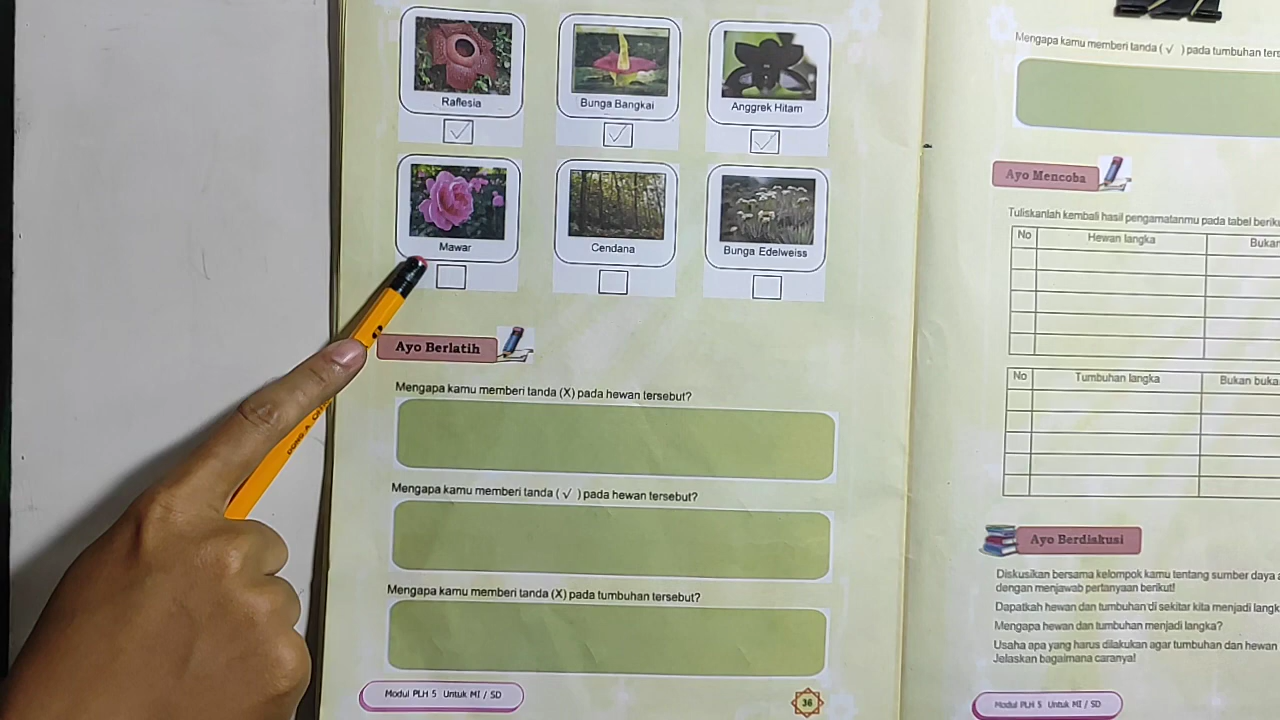 Raflesia
Bunga Bangkai
Anggrek Hitam
Mawar
Cendana
Bunga Edelweiss
Ayo Berlatih
Mengapa kamu memberi tanda (X) pada hewan tersebut?
Mengapa kamu memberi tanda ( √ ) pada hewan tersebut?
Mengapa kamu memberi tanda (X) pada tumbuhan tersebut?
Modul PLH 5 Untuk MI / SD
36
Mengapa kamu memberi tanda ( √ ) pada tumbuhan ters
Ayo Mencoba
Tuliskanlah kembali hasil pengamatanmu pada tabel berik
No Hewan langka Bukan
No Tumbuhan langka Bukan buka
Ayo Berdiskusi
Diskusikan bersama kelompok kamu tentang sumber daya a
dengan menjawab pertanyaan berikut!
Dapatkah hewan dan tumbuhan di sekitar kita menjadi langk
Mengapa hewan dan tumbuhan menjadi langka?
Usaha apa yang harus dilakukan agar tumbuhan dan hewan
Jelaskan bagaimana caranya!
Modul PLH 5 Untuk MI / SD